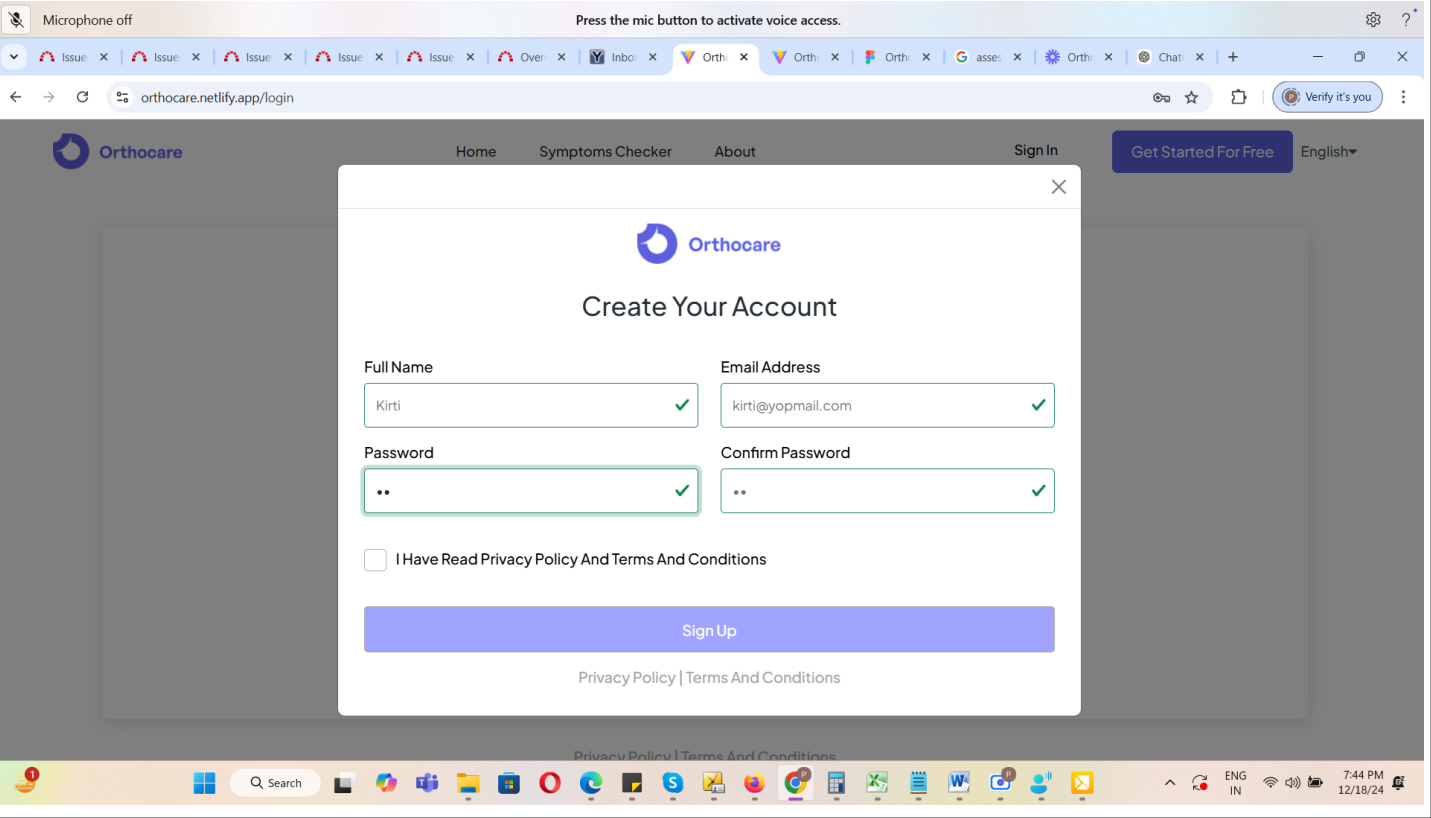 Microphone off
Press the mic button to activate voice access.
?
Issue Issue Issue Issue Issue Over Inbo Orth Orth Orth asses Orth Chat
orthocare.netlify.app/login
Verify it's you
Orthocare
Home Symptoms Checker About Sign In Get Started For Free English
Orthocare
Create Your Account
Full Name Email Address
Kirti kirti@yopmail.com
Password Confirm Password
•• ••
I Have Read Privacy Policy And Terms And Conditions
Sign Up
Privacy Policy | Terms And Conditions
Privacy Policy | Terms And Conditions
1
Search
ENG
IN
7:44 PM
12/18/24